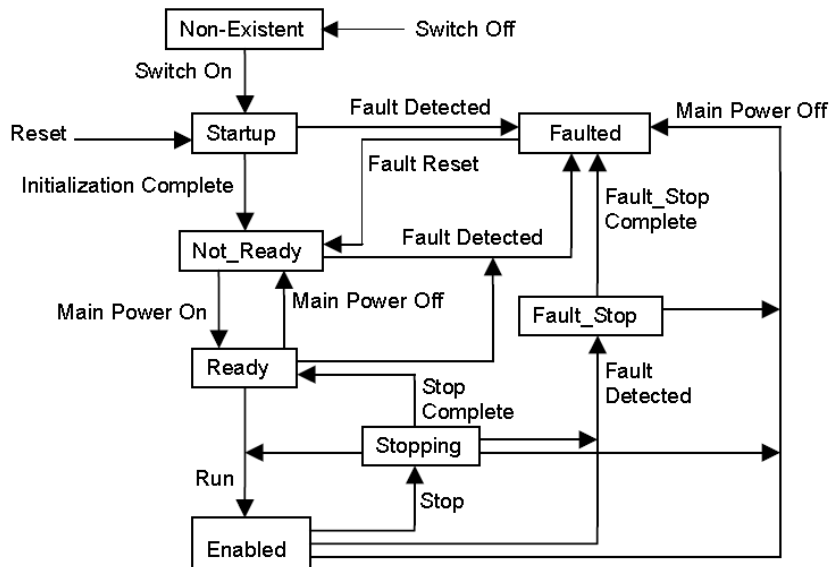 Non-Existent
Switch Off
Switch On
Fault Detected
Main Power Off
Reset
Startup
Faulted
Fault Reset
Initialization Complete
Fault_Stop
Complete
Not_Ready
Fault Detected
Main Power On
Main Power Off
Fault_Stop
Ready
Stop
Complete
Fault
Detected
Stopping
Run
Stop
Enabled